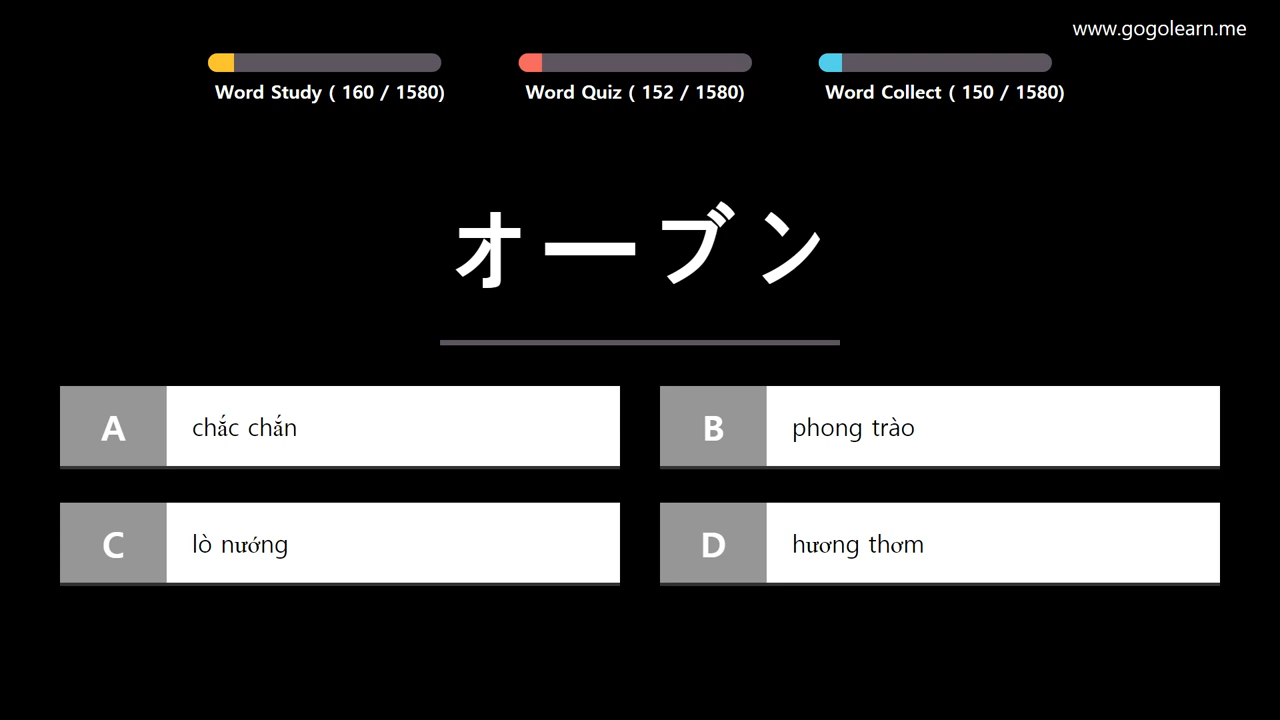 www.gogolearn.me
Word Study ( 160 / 1580)
Word Quiz ( 152 / 1580)
Word Collect ( 150 / 1580)
オーブン
A
chắc chắn
B
phong trào
C
lò nướng
D
hương thơm